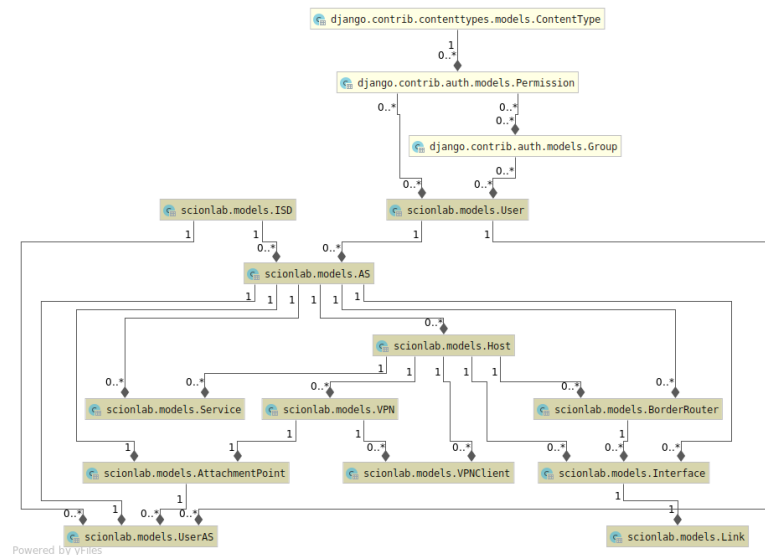 django.contrib.contenttypes.models.ContentType
1
0..*
django.contrib.auth.models.Permission
0..* 0..*
0..*
django.contrib.auth.models.Group
0..*
0..* 0..*
scionlab.models.ISD scionlab.models.User
1 1 1 1
0..* 0..*
scionlab.models.AS
1 1 1 1 1 1
0..*
scionlab.models.Host
1 1 1 1 1
0..* 0..* 0..* 0..* 0..*
scionlab.models.Service scionlab.models.VPN scionlab.models.BorderRouter
1 1 1
1 1 0..* 0..* 0..* 0..* 0..*
scionlab.models.AttachmentPoint scionlab.models.VPNClient scionlab.models.Interface
1 1 1
0..* 1 0..* 0..* 1
scionlab.models.UserAS scionlab.models.Link
Powered by yFiles